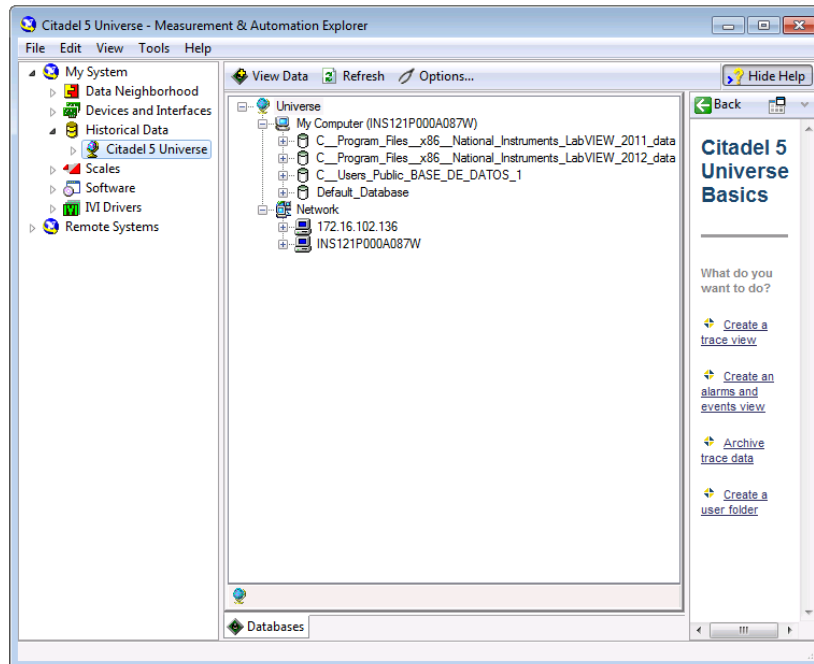 Citadel 5 Universe - Measurement & Automation Explorer
File Edit View Tools Help
My System
Data Neighborhood
Devices and Interfaces
Historical Data
Citadel 5 Universe
Scales
Software
IVI Drivers
Remote Systems
View Data Refresh Options...
Hide Help
Universe
My Computer (INS121P000A087W)
C__Program_Files__x86__National_Instruments_LabVIEW_2011_data
C__Program_Files__x86__National_Instruments_LabVIEW_2012_data
C__Users_Public_BASE_DE_DATOS_1
Default_Database
Network
172.16.102.136
INS121P000A087W
Databases
Back
Citadel 5
Universe
Basics
What do you
want to do?
Create a
trace view
Create an
alarms and
events view
Archive
trace data
Create a
user folder